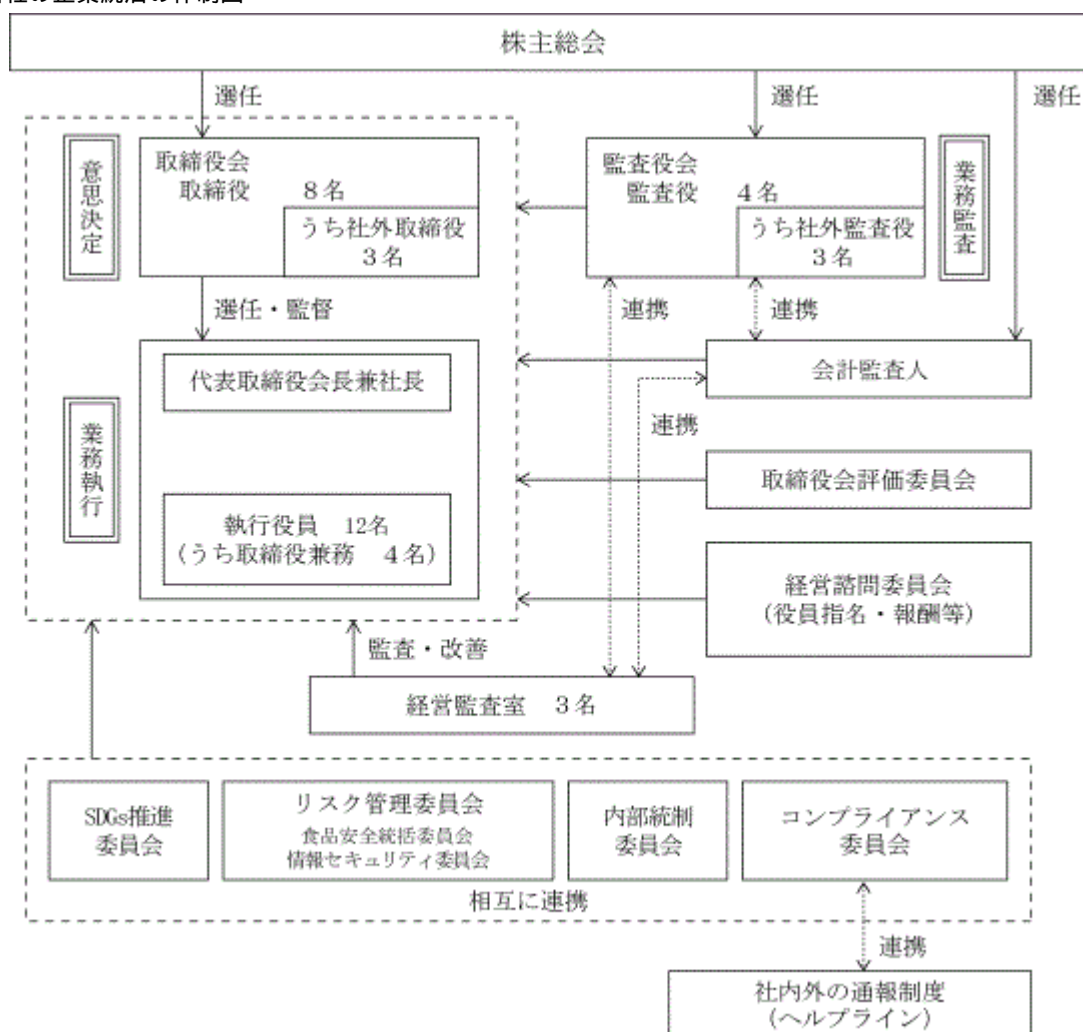 株主総会
選任
選任
選任
意思決定
取締役会
取締役 8名
うち社外取締役
3名
監査役会
監査役 4名
うち社外監査役
3名
業務監査
選任・監督
連携
連携
業務執行
代表取締役会長兼社長
会計監査人
連携
執行役員 12名
(うち取締役兼務 4名)
取締役会評価委員会
経営諮問委員会
(役員指名・報酬等)
監査・改善
経営監査室 3名
SDGs推進
委員会
リスク管理委員会
食品安全統括委員会
情報セキュリティ委員会
内部統制
委員会
コンプライアンス
委員会
相互に連携
連携
社内外の通報制度
(ヘルプライン)